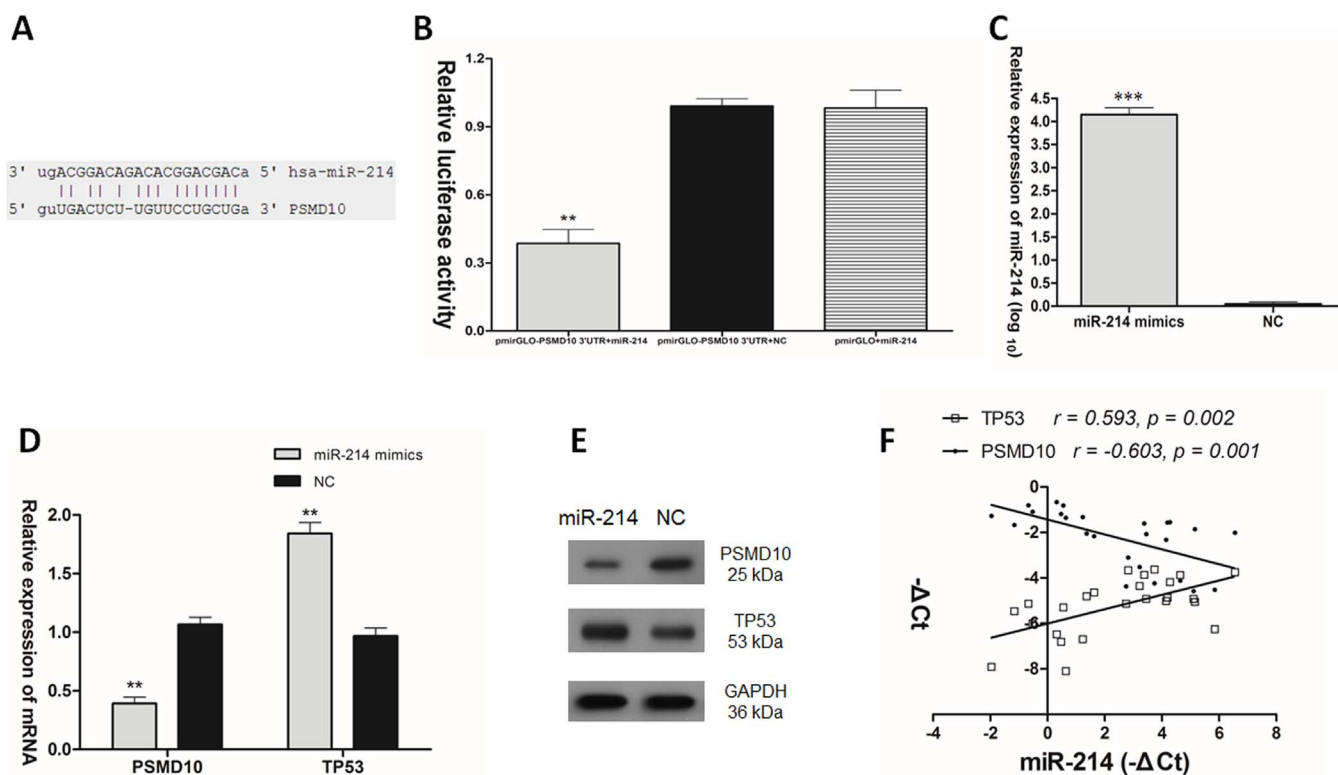 A
3' ugACGGACAGACACGGACGACa 5' hsa-miR-214
5' guUGACUCU-UGUUCCUGCUGa 3' PSMD10
B
Relative luciferase activity
1.2
0.9
0.6
0.3
0.0
**
pmirGLO-PSMD10 3'UTR+miR-214
pmirGLO-PSMD10 3'UTR+NC
pmirGLO+miR-214
C
Relative expression of miR-214 (log 10)
4.5
4.0
3.5
3.0
2.5
2.0
1.5
1.0
0.5
0.0
***
miR-214 mimics
NC
D
miR-214 mimics
NC
Relative expression of mRNA
2.0
1.5
1.0
0.5
0.0
**
**
PSMD10
TP53
E
miR-214 NC
PSMD10
25 kDa
TP53
53 kDa
GAPDH
36 kDa
F
TP53 r = 0.593, p = 0.002
PSMD10 r = -0.603, p = 0.001
-ΔCt
0
-2
-4
-6
-8
-4 -2 0 2 4 6 8
miR-214 (-ΔCt)